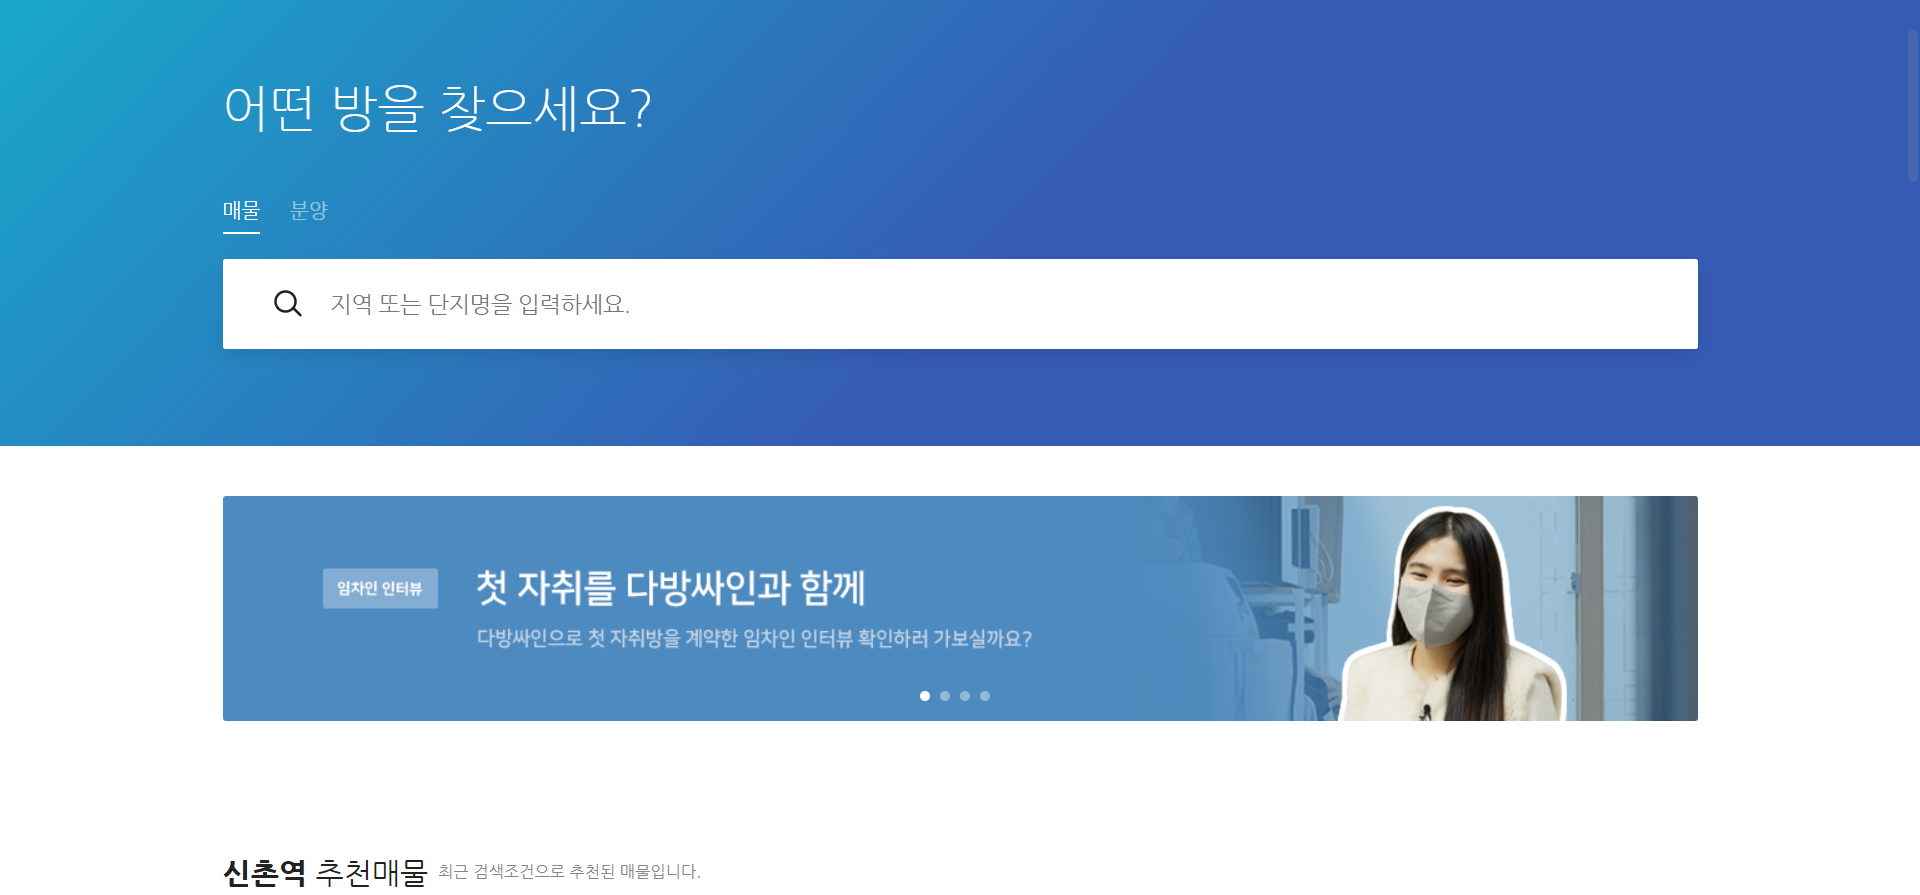 어떤 방을 찾으세요?
매물 분양
지역 또는 단지명을 입력하세요.
임차인 인터뷰
첫 자취를 다방싸인과 함께
다방싸인으로 첫 자취방을 계약한 임차인 인터뷰 확인하러 가보실까요?
신촌역 추천매물 최근 검색조건으로 추천된 매물입니다.